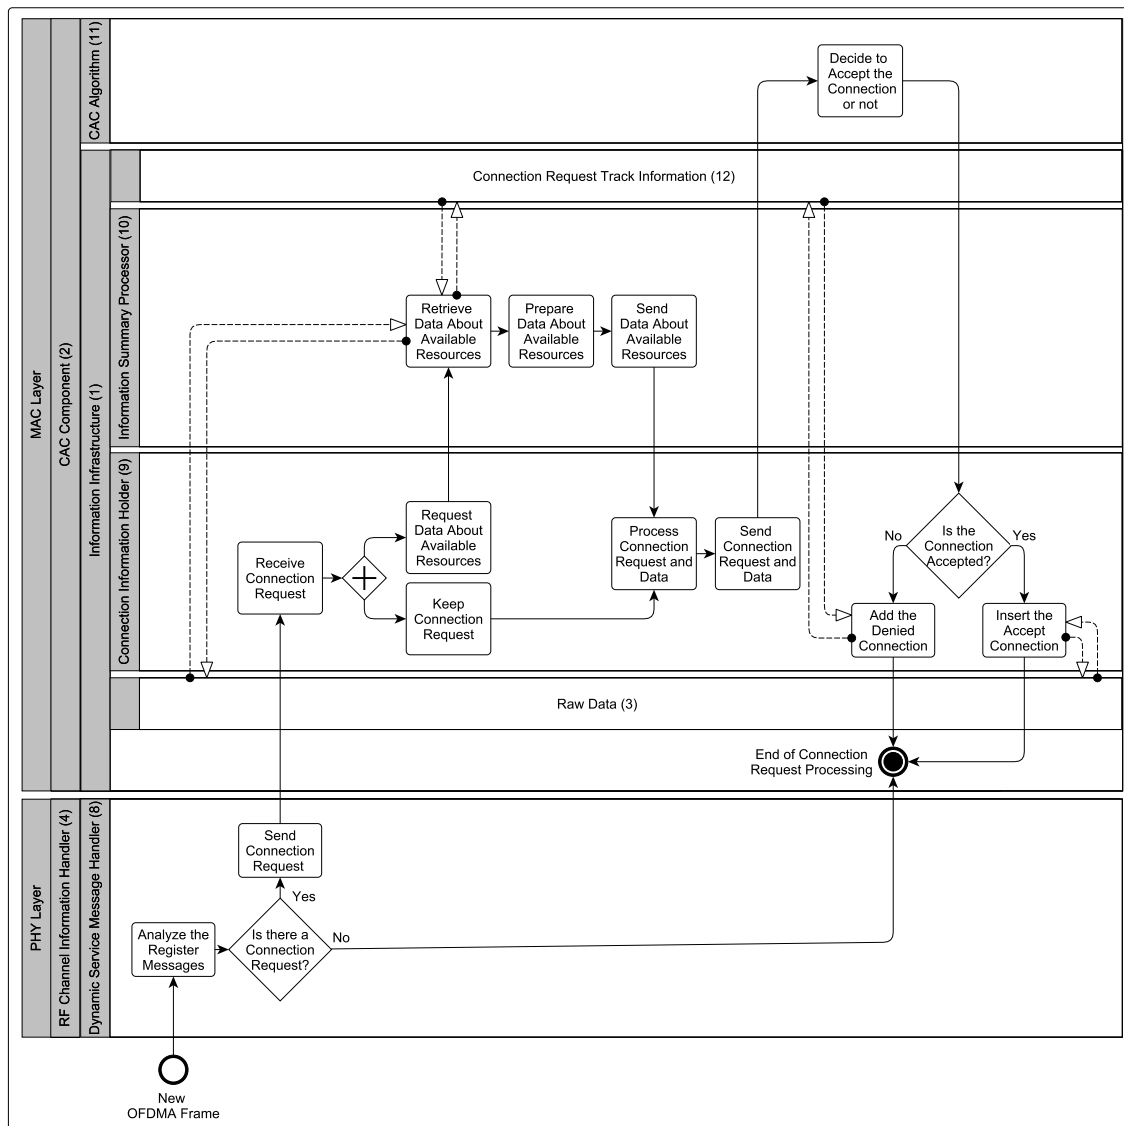 MAC Layer
CAC Component (2)
CAC Algorithm (11)
Decide to
Accept the
Connection
or not
Information Infrastructure (1)
Connection Request Track Information (12)
Information Summary Processor (10)
Retrieve
Data About
Available
Resources
Prepare
Data About
Available
Resources
Send
Data About
Available
Resources
Connection Information Holder (9)
Receive
Connection
Request
Request
Data About
Available
Resources
Keep
Connection
Request
Process
Connection
Request and
Data
Send
Connection
Request and
Data
No
Is the
Connection
Accepted?
Yes
Add the
Denied
Connection
Insert the
Accept
Connection
Raw Data (3)
End of Connection
Request Processing
PHY Layer
RF Channel Information Handler (4)
Dynamic Service Message Handler (8)
Send
Connection
Request
Yes
Analyze the
Register
Messages
Is there a
Connection
Request?
No
New
OFDMA Frame